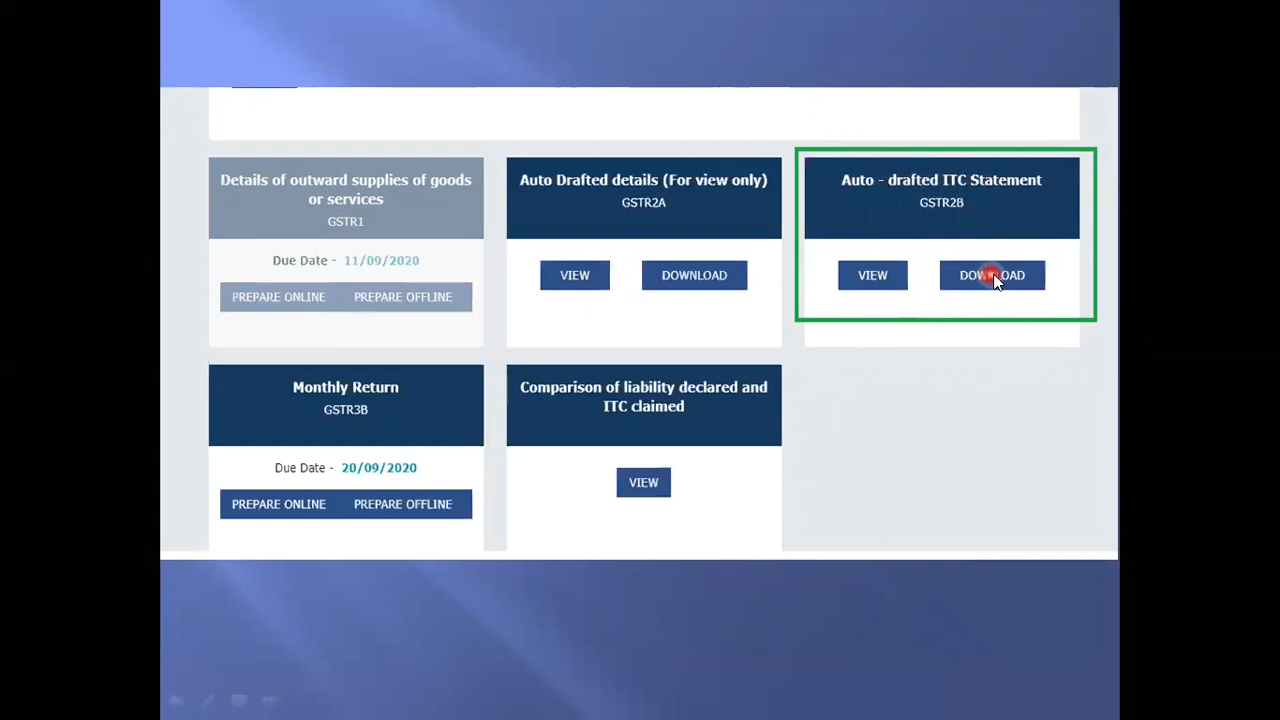 Details of outward supplies of goods
or services
GSTR1
Due Date - 11/09/2020
PREPARE ONLINE
PREPARE OFFLINE
Auto Drafted details (For view only)
GSTR2A
VIEW
DOWNLOAD
Auto - drafted ITC Statement
GSTR2B
VIEW
DOWNLOAD
Monthly Return
GSTR3B
Due Date - 20/09/2020
PREPARE ONLINE
PREPARE OFFLINE
Comparison of liability declared and
ITC claimed
VIEW